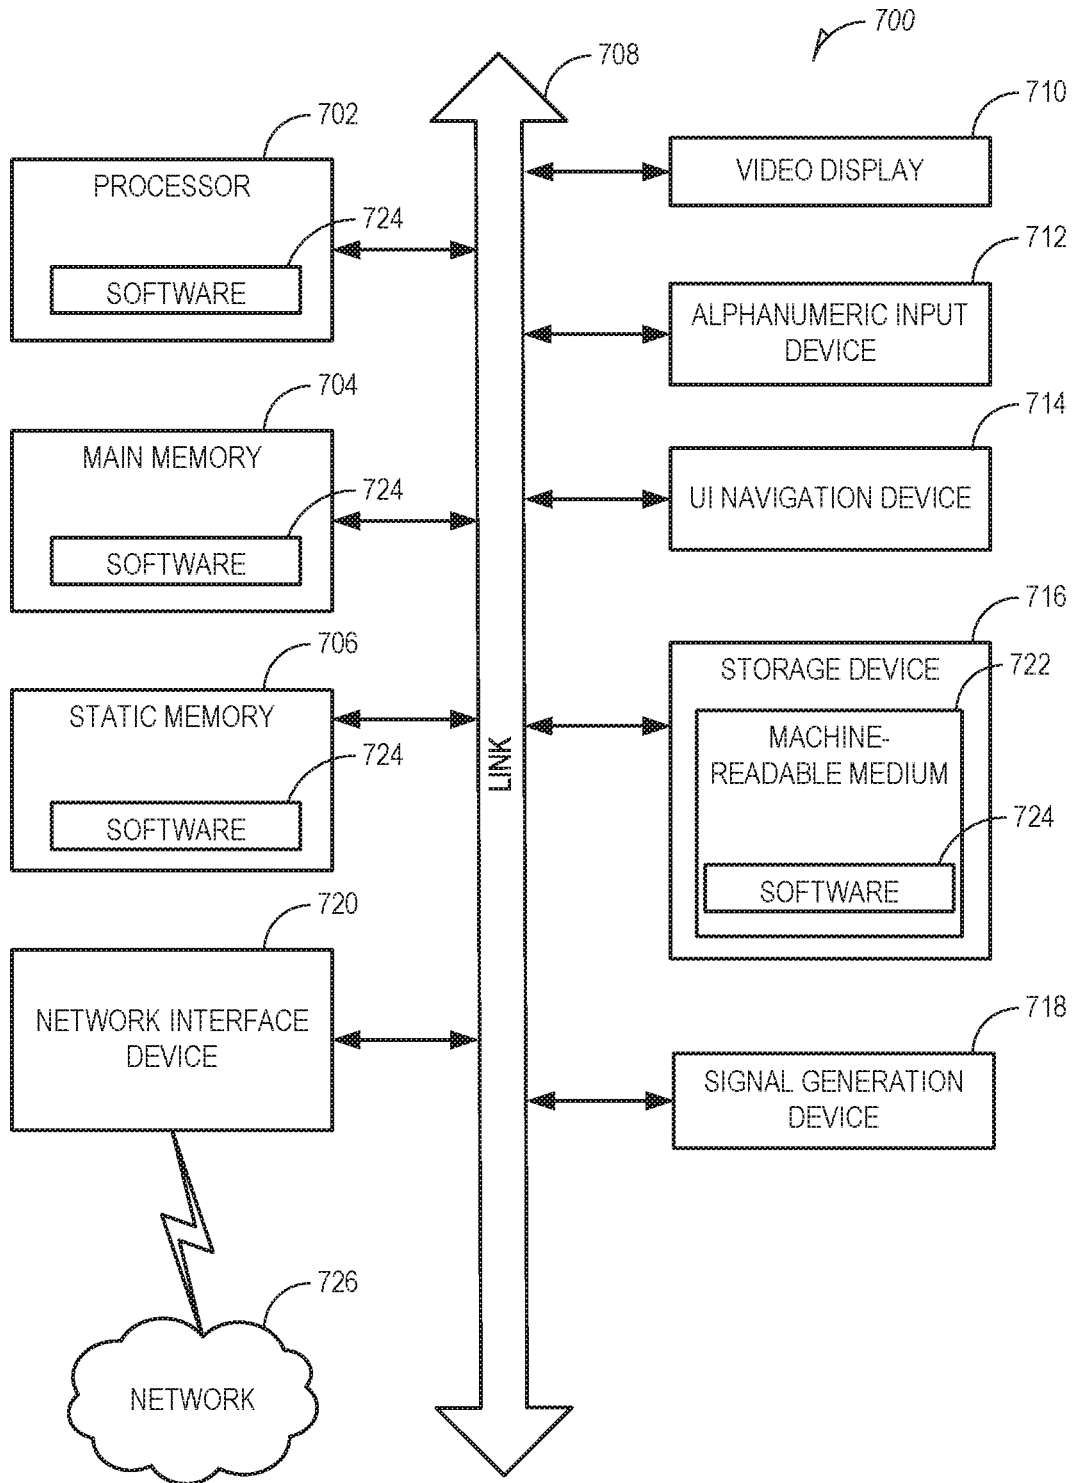 700
708
702
PROCESSOR
724
SOFTWARE
704
MAIN MEMORY
724
SOFTWARE
706
STATIC MEMORY
724
SOFTWARE
720
NETWORK INTERFACE
DEVICE
726
NETWORK
LINK
710
VIDEO DISPLAY
712
ALPHANUMERIC INPUT
DEVICE
714
UI NAVIGATION DEVICE
716
STORAGE DEVICE
722
MACHINE-
READABLE MEDIUM
724
SOFTWARE
718
SIGNAL GENERATION
DEVICE